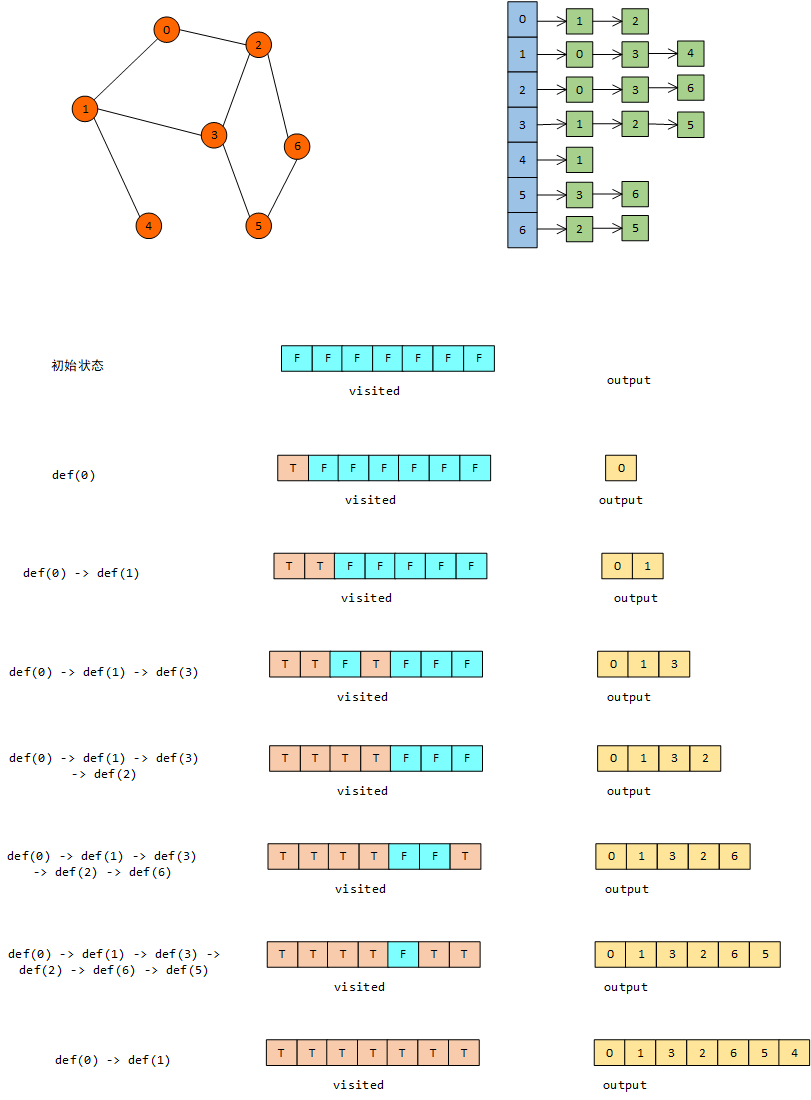 0
2
1
3
6
4
5
0 1 2
1 0 3 4
2 0 3 6
3 1 2 5
4 1
5 3 6
6 2 5
初始状态
F F F F F F F
visited
output
def(0)
T F F F F F F
visited
0
output
def(0) -> def(1)
T T F F F F F
visited
0 1
output
def(0) -> def(1) -> def(3)
T T F T F F F
visited
0 1 3
output
def(0) -> def(1) -> def(3)
-> def(2)
T T T T F F F
visited
0 1 3 2
output
def(0) -> def(1) -> def(3)
-> def(2) -> def(6)
T T T T F F T
visited
0 1 3 2 6
output
def(0) -> def(1) -> def(3) ->
def(2) -> def(6) -> def(5)
T T T T F T T
visited
0 1 3 2 6 5
output
def(0) -> def(1)
T T T T T T T
visited
0 1 3 2 6 5 4
output